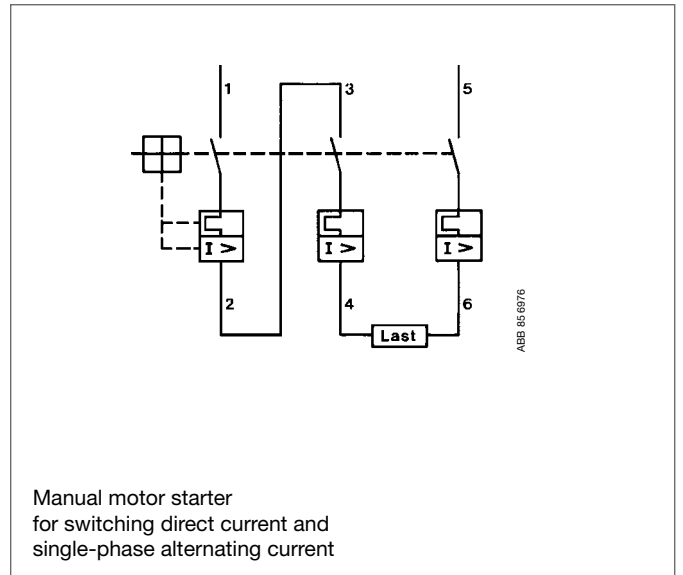 1 3 5
I > I > I >
2 4 6
Last
ABB 85 6976
Manual motor starter
for switching direct current and
single-phase alternating current